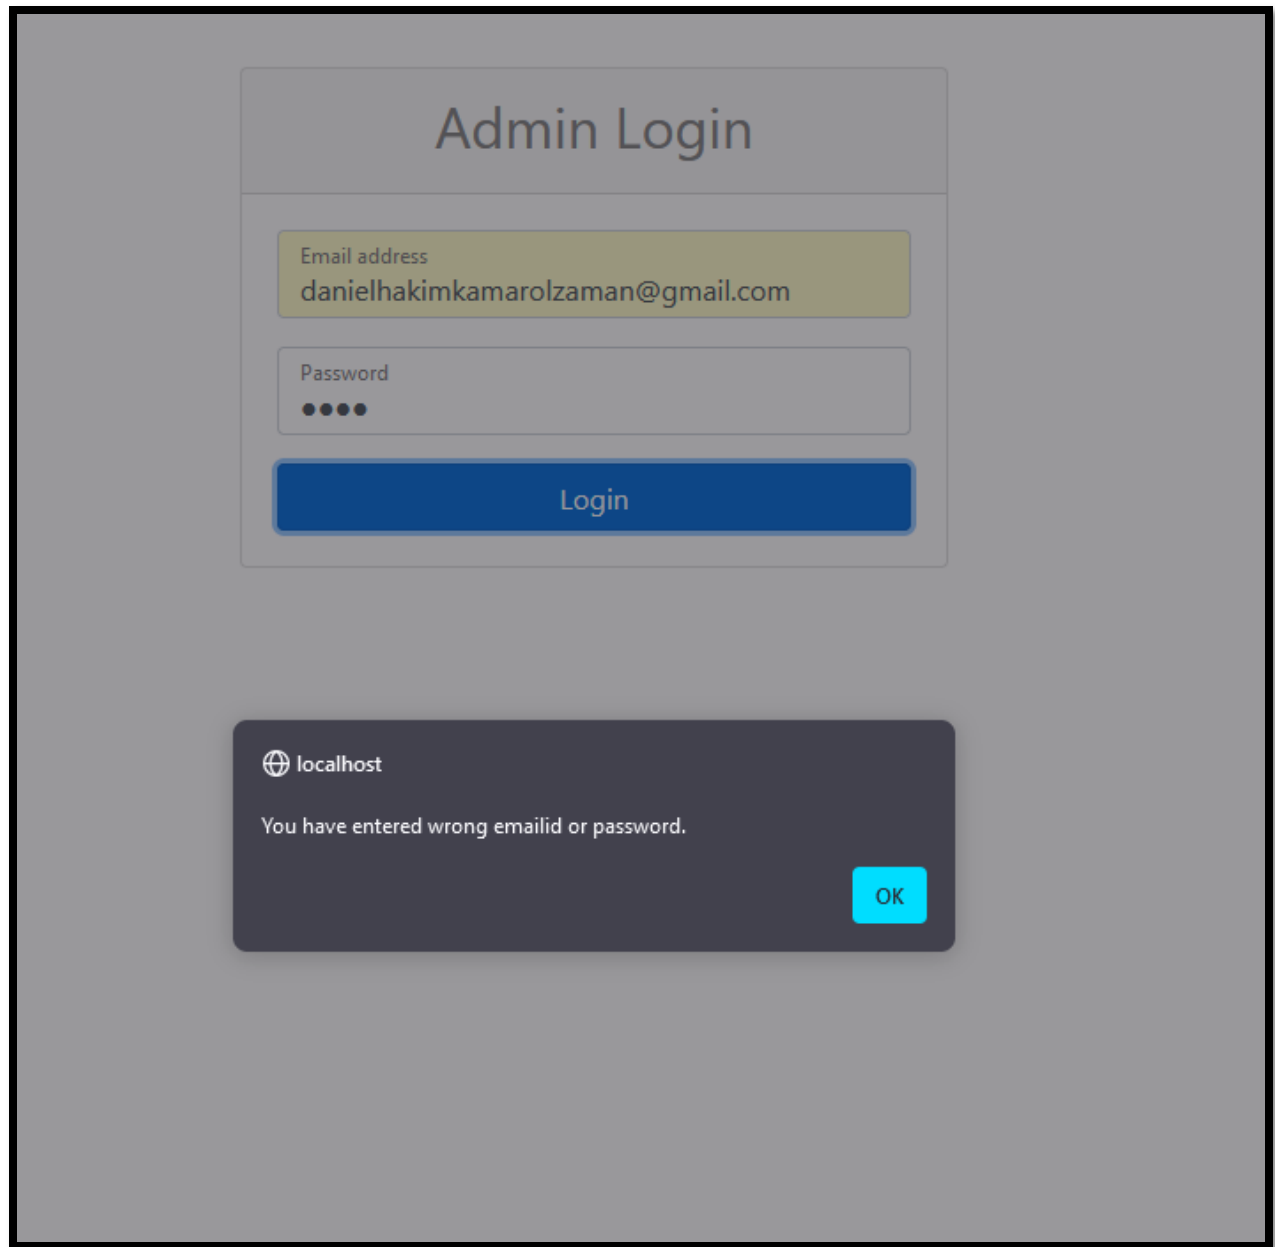 Admin Login
Email address
danielhakimkamarolzaman@gmail.com
Password
●●●●
Login
localhost
You have entered wrong emailid or password.
OK